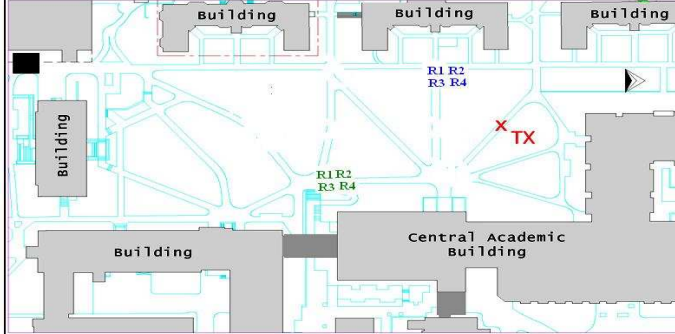 Building
Building
Building
R1 R2
R3 R4
X
TX
Building
R1 R2
R3 R4
Building
Central Academic
Building